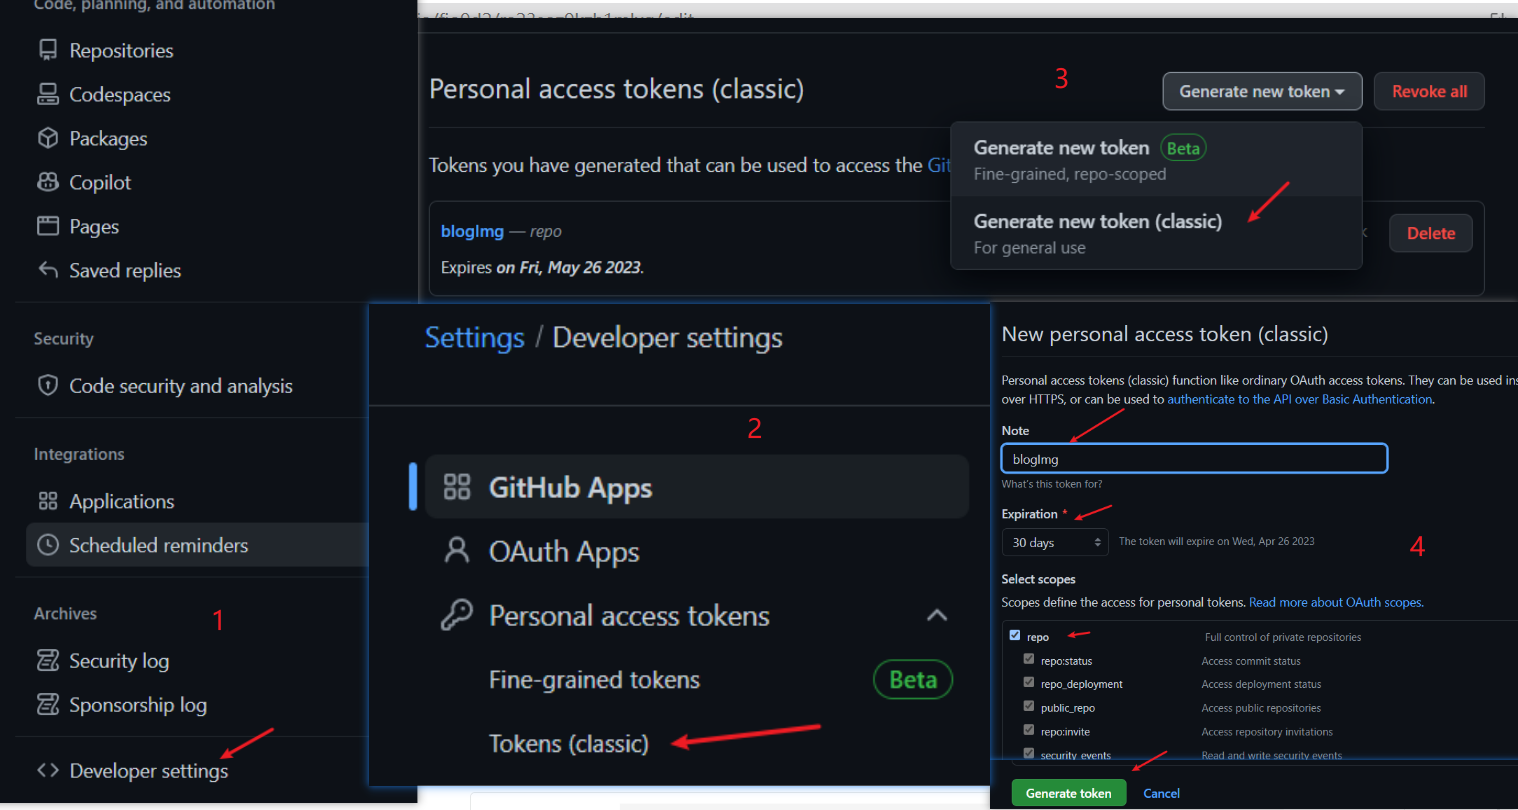 Code, planning, and automation
Repositories
Codespaces
Packages
Copilot
Pages
Saved replies
Security
Code security and analysis
Integrations
Applications
Scheduled reminders
Archives
1
Security log
Sponsorship log
Developer settings
Personal access tokens (classic)
3
Generate new token
Revoke all
Tokens you have generated that can be used to access the Git
Generate new token Beta
Fine-grained, repo-scoped
Generate new token (classic)
For general use
blogImg — repo
Delete
Expires on Fri, May 26 2023.
Settings / Developer settings
2
GitHub Apps
OAuth Apps
Personal access tokens
Fine-grained tokens Beta
Tokens (classic)
New personal access token (classic)
Personal access tokens (classic) function like ordinary OAuth access tokens. They can be used ins
over HTTPS, or can be used to authenticate to the API over Basic Authentication.
Note
blogImg
What's this token for?
Expiration *
30 days The token will expire on Wed, Apr 26 2023
4
Select scopes
Scopes define the access for personal tokens. Read more about OAuth scopes.
repo Full control of private repositories
repo:status Access commit status
repo_deployment Access deployment status
public_repo Access public repositories
repo:invite Access repository invitations
security_events Read and write security events
Generate token Cancel